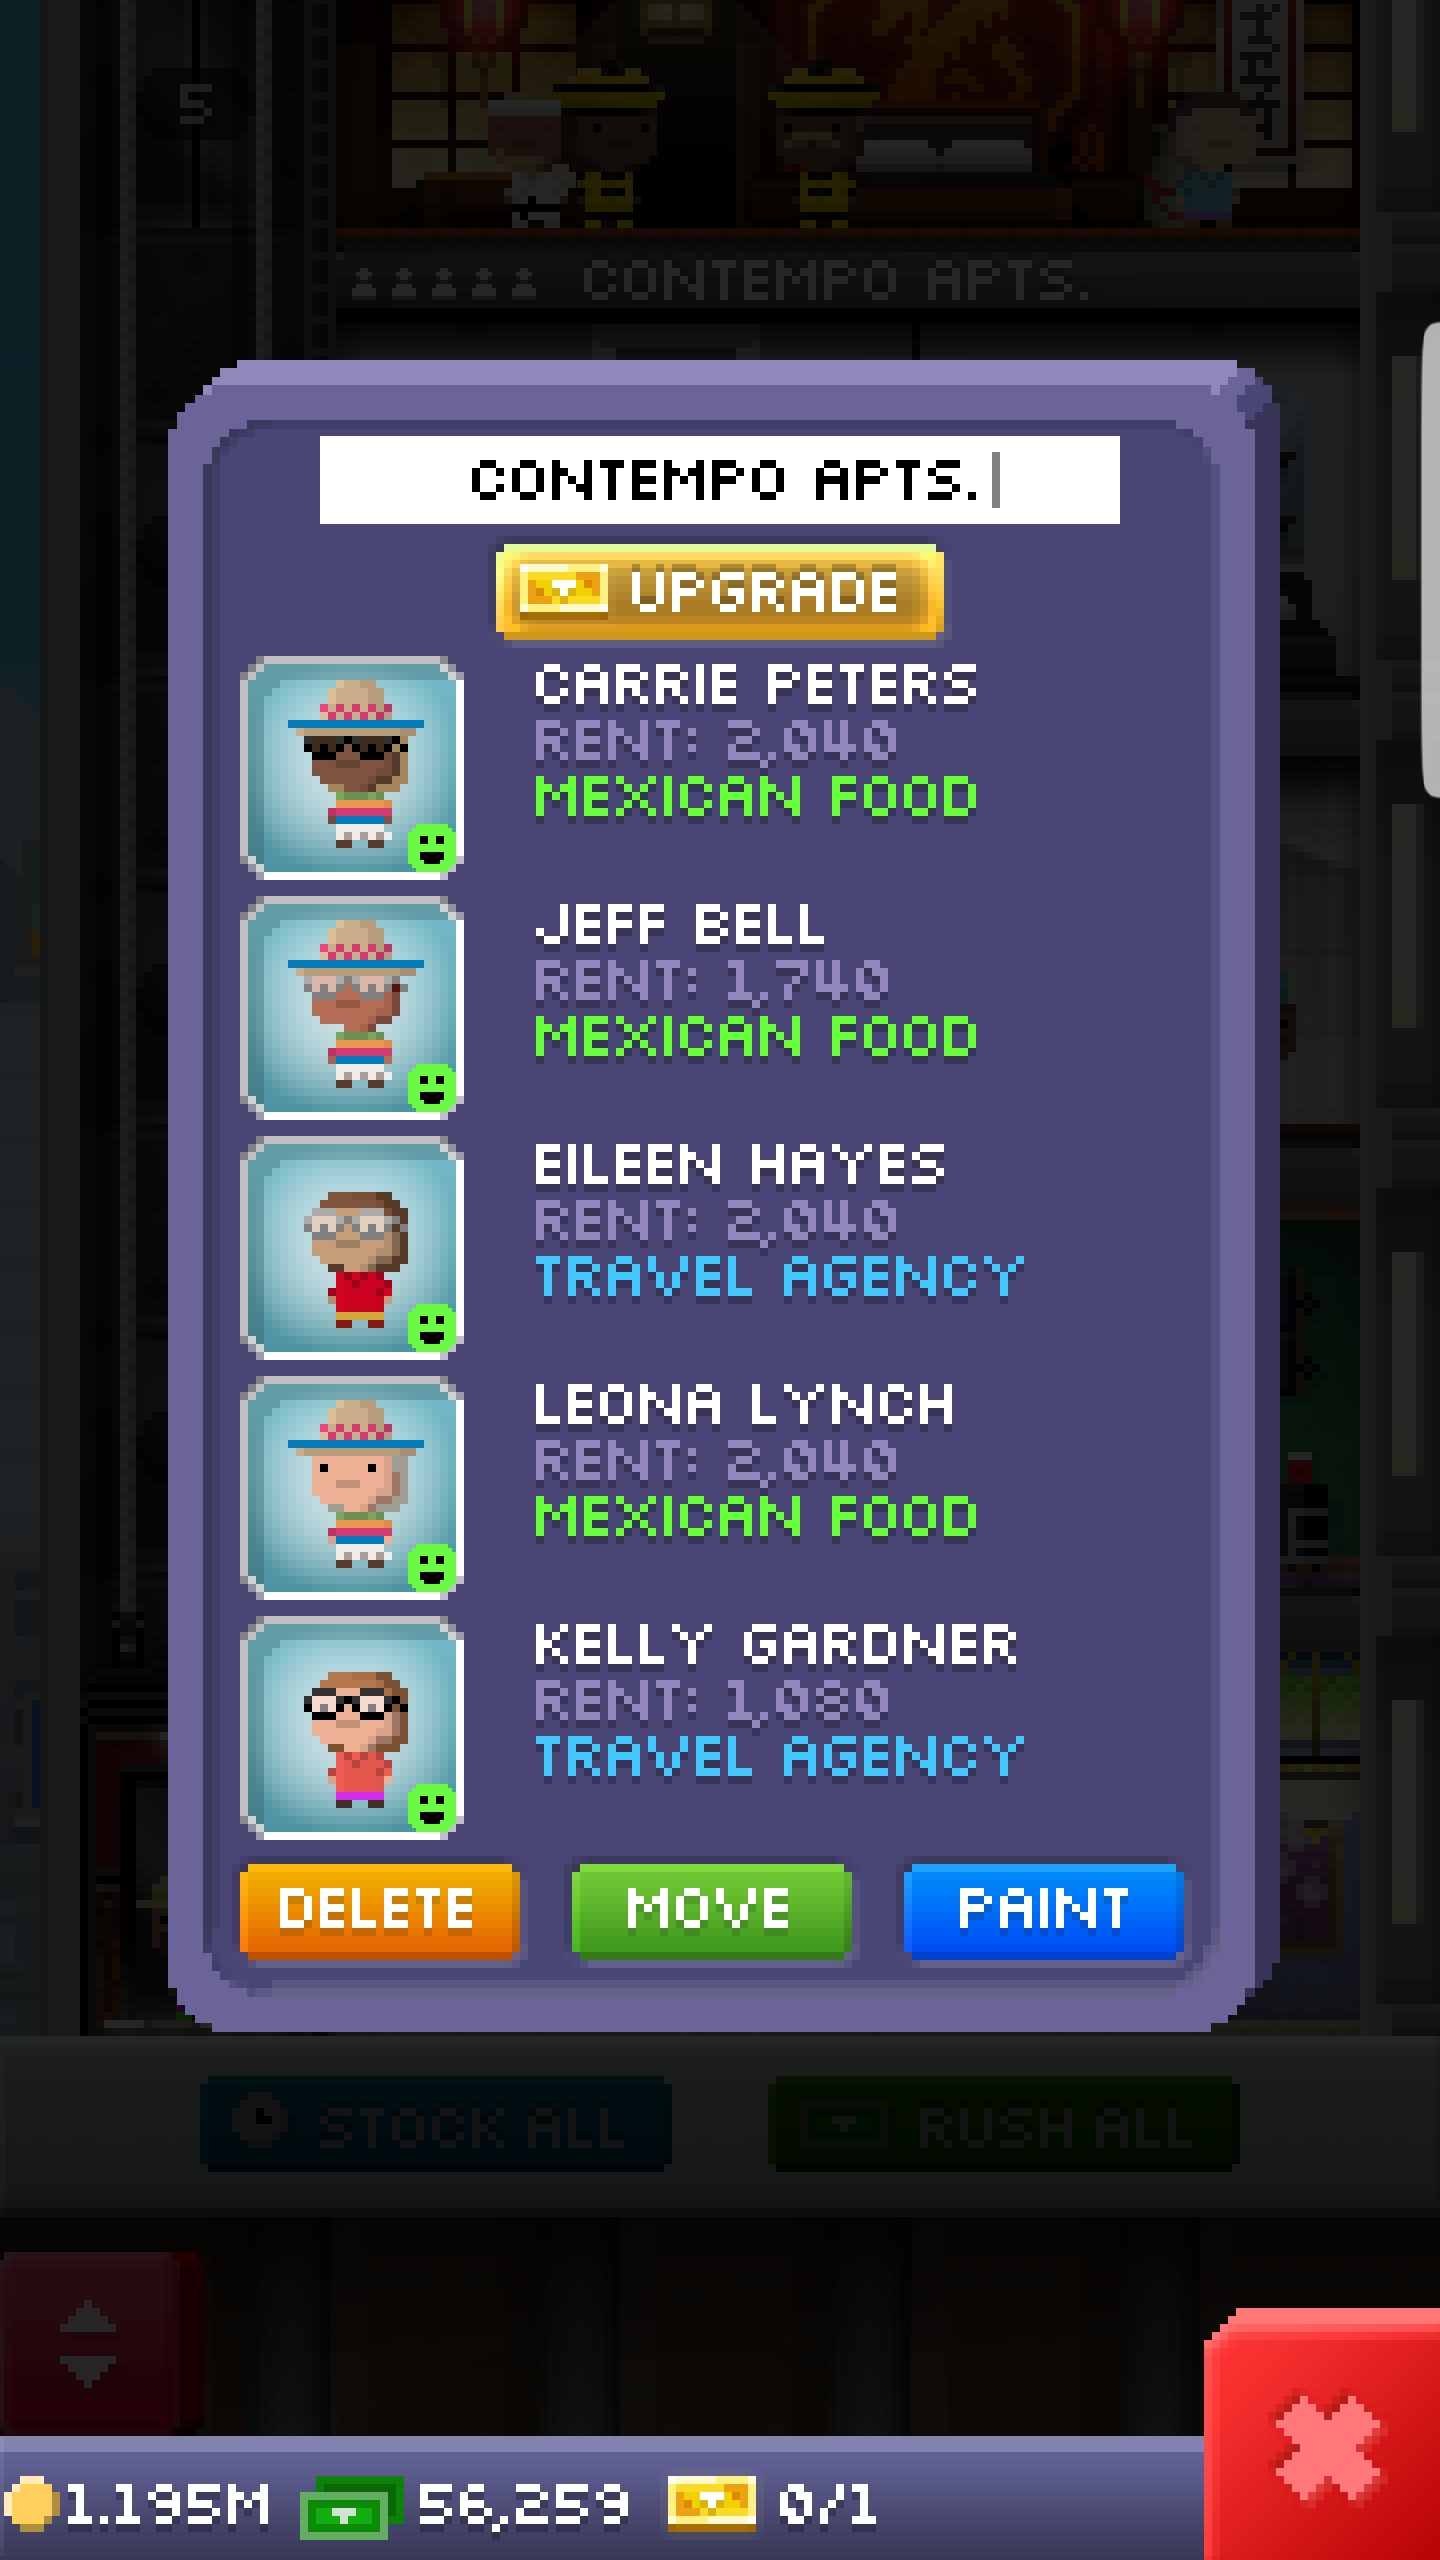 5
CONTEMPO APTS.
CONTEMPO APTS.
UPGRADE
CARRIE PETERS
RENT: 2,040
MEXICAN FOOD
JEFF BELL
RENT: 1,740
MEXICAN FOOD
EILEEN HAYES
RENT: 2,040
TRAVEL AGENCY
LEONA LYNCH
RENT: 2,040
MEXICAN FOOD
KELLY GARDNER
RENT: 1,080
TRAVEL AGENCY
DELETE MOVE PAINT
STOCK ALL RUSH ALL
1.195M 56,259 0/1